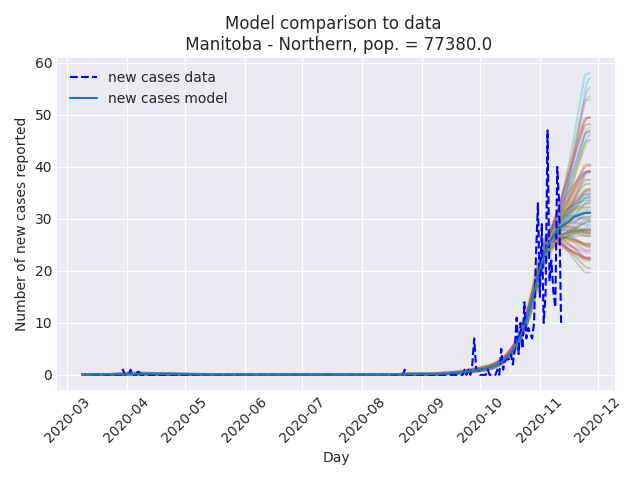 Model comparison to data
Manitoba - Northern, pop. = 77380.0
new cases data
new cases model
Number of new cases reported
60
50
40
30
20
10
0
2020-03
2020-04
2020-05
2020-06
2020-07
2020-08
2020-09
2020-10
2020-11
2020-12
Day